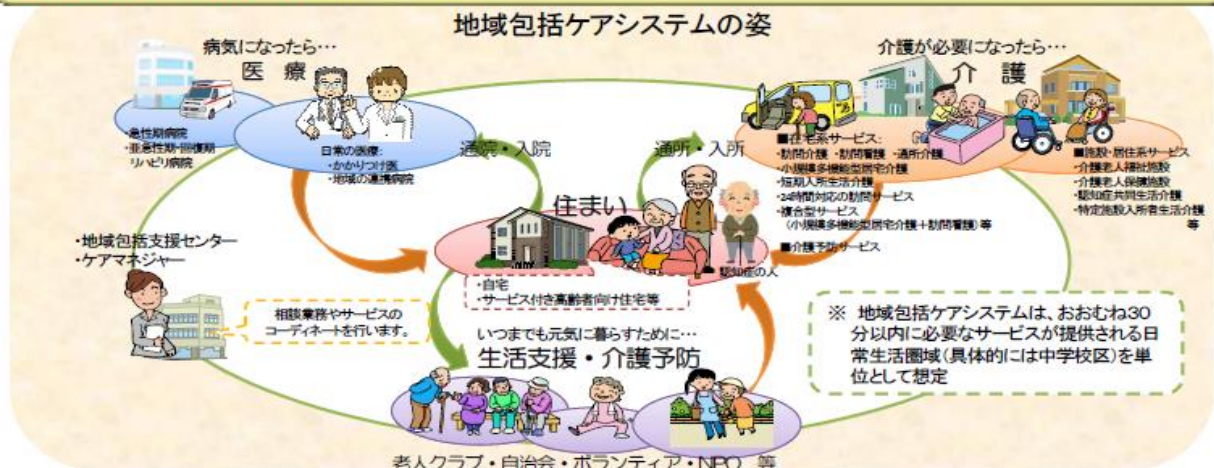 地域包括ケアシステムの姿
病気になったら…
医 療
・急性期病院
・亜急性期・回復期
リハビリ病院
日常の医療:
・かかりつけ医
・地域の連携病院
通院・入院
通所・入所
介護が必要になったら…
介 護
■在宅系サービス:
・訪問介護 ・訪問看護 ・通所介護
・小規模多機能型居宅介護
・短期入所生活介護
・24時間対応の訪問サービス
・複合型サービス
(小規模多機能型居宅介護+訪問看護)等
■介護予防サービス
■施設・居住系サービス
・介護老人福祉施設
・介護老人保健施設
・認知症共同生活介護
・特定施設入所者生活介護
等
住まい
認知症の人
・自宅
・サービス付き高齢者向け住宅等
・地域包括支援センター
・ケアマネジャー
相談業務やサービスの
コーディネートを行います。
いつまでも元気に暮らすために…
生活支援・介護予防
老人クラブ・自治会・ボランティア・NPO 等
※ 地域包括ケアシステムは、おおむね30
分以内に必要なサービスが提供される日
常生活圏域(具体的には中学校区)を単
位として想定